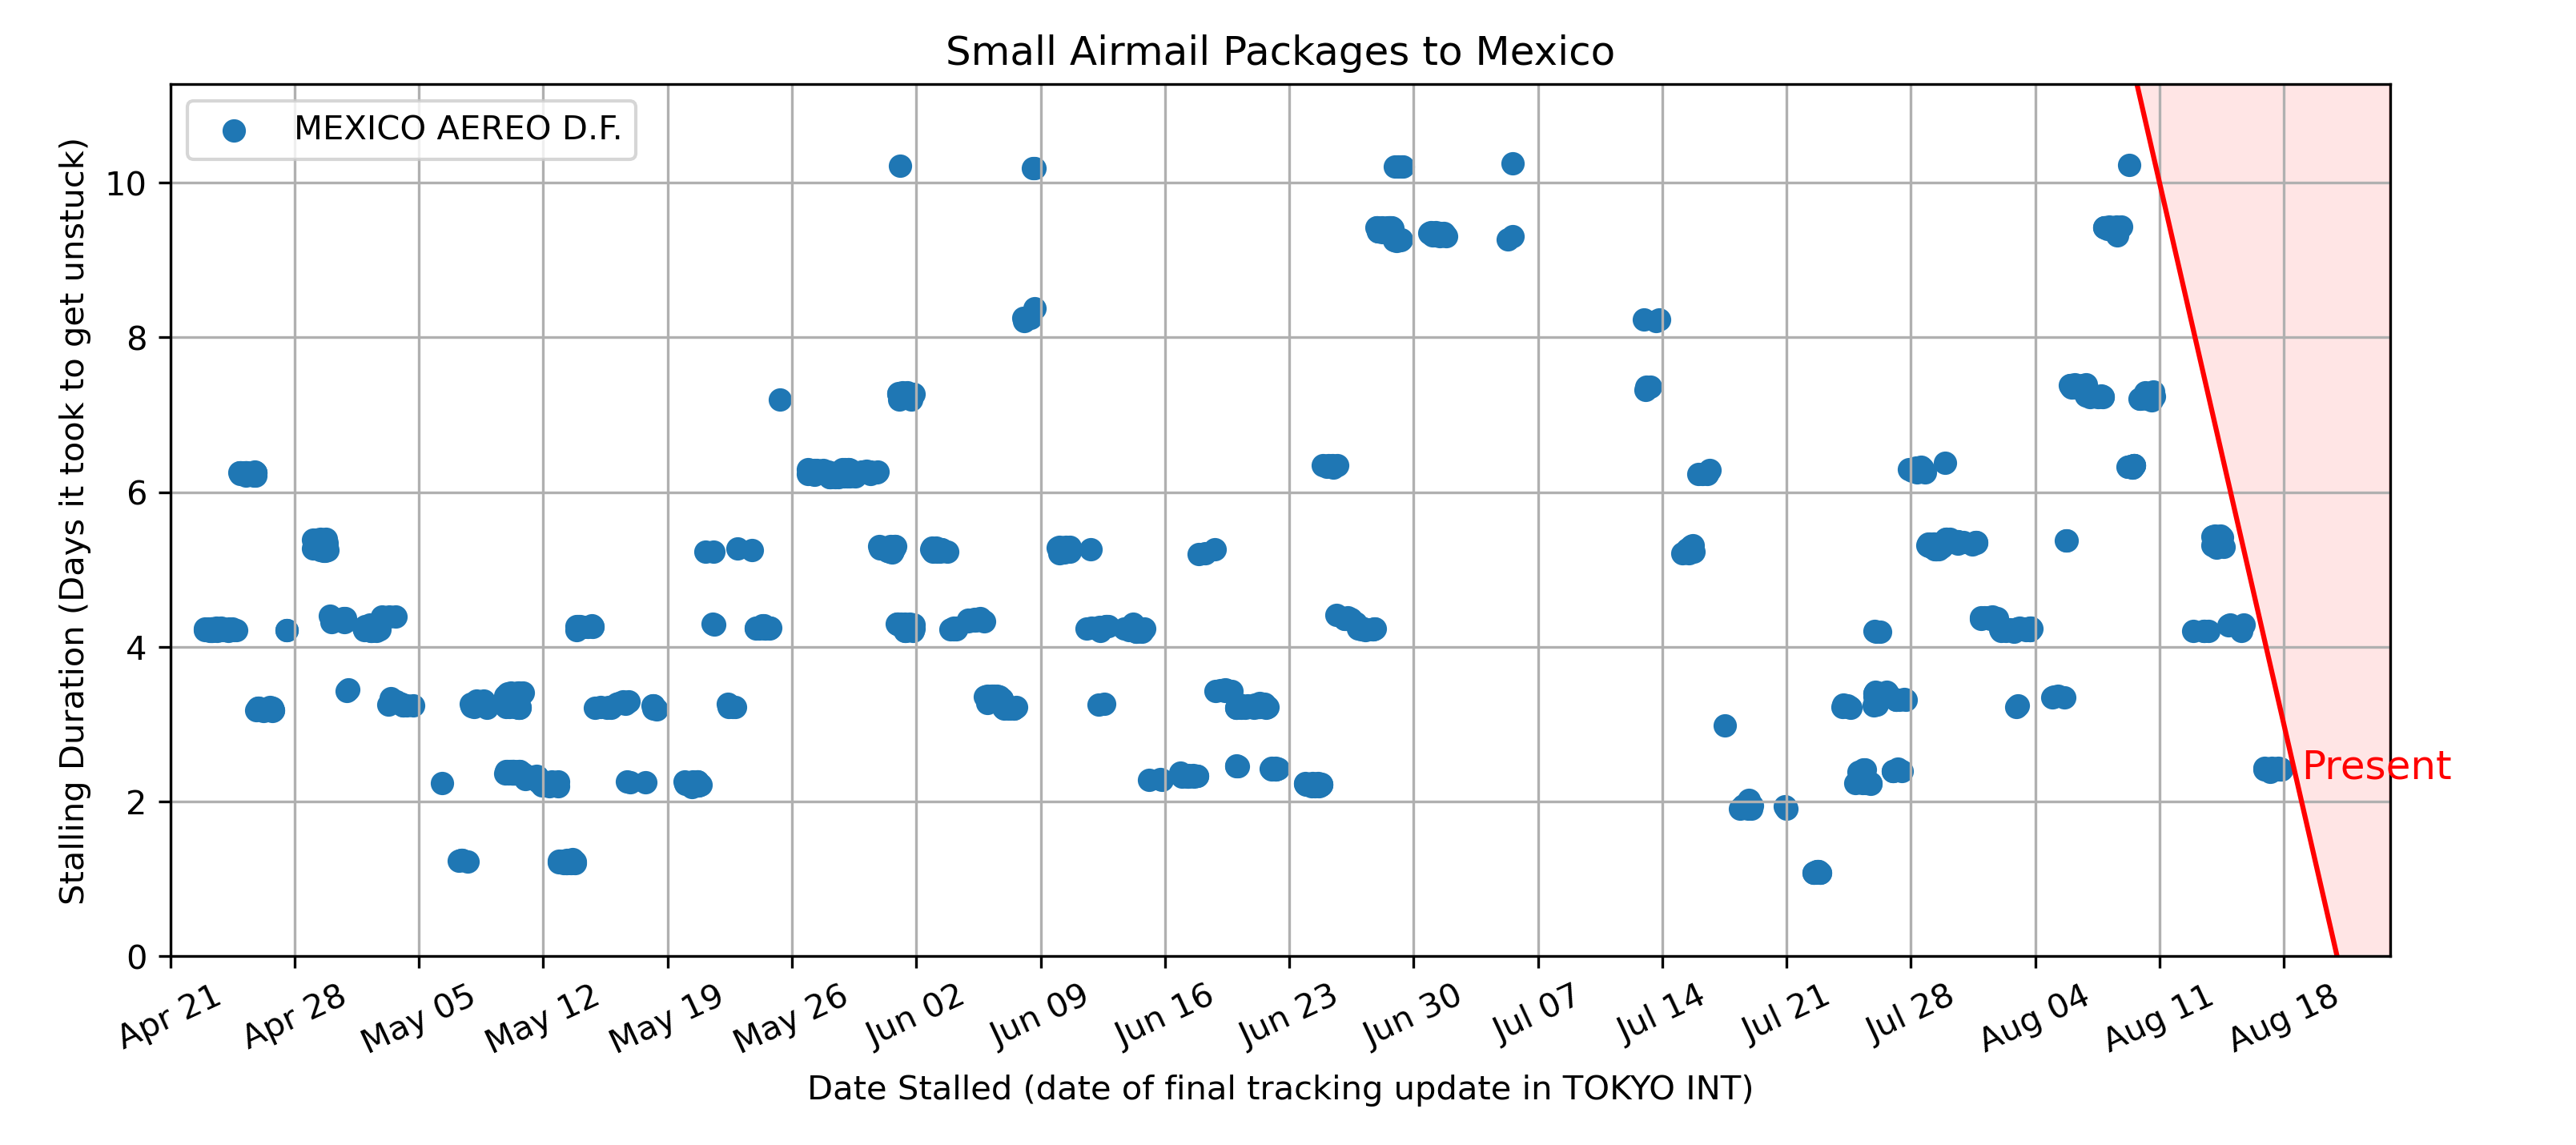 Small Airmail Packages to Mexico
MEXICO AEREO D.F.
Stalling Duration (Days it took to get unstuck)
10
8
6
4
2
0
Present
Apr 21 Apr 28 May 05 May 12 May 19 May 26 Jun 02 Jun 09 Jun 16 Jun 23 Jun 30 Jul 07 Jul 14 Jul 21 Jul 28 Aug 04 Aug 11 Aug 18
Date Stalled (date of final tracking update in TOKYO INT)